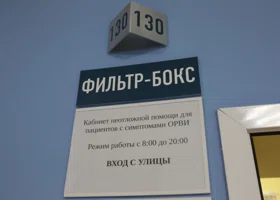 130 130
ФИЛЬТР-БОКС
Кабинет неотложной помощи для
пациентов с симптомами ОРВИ
Режим работы с 8:00 до 20:00
ВХОД С УЛИЦЫ